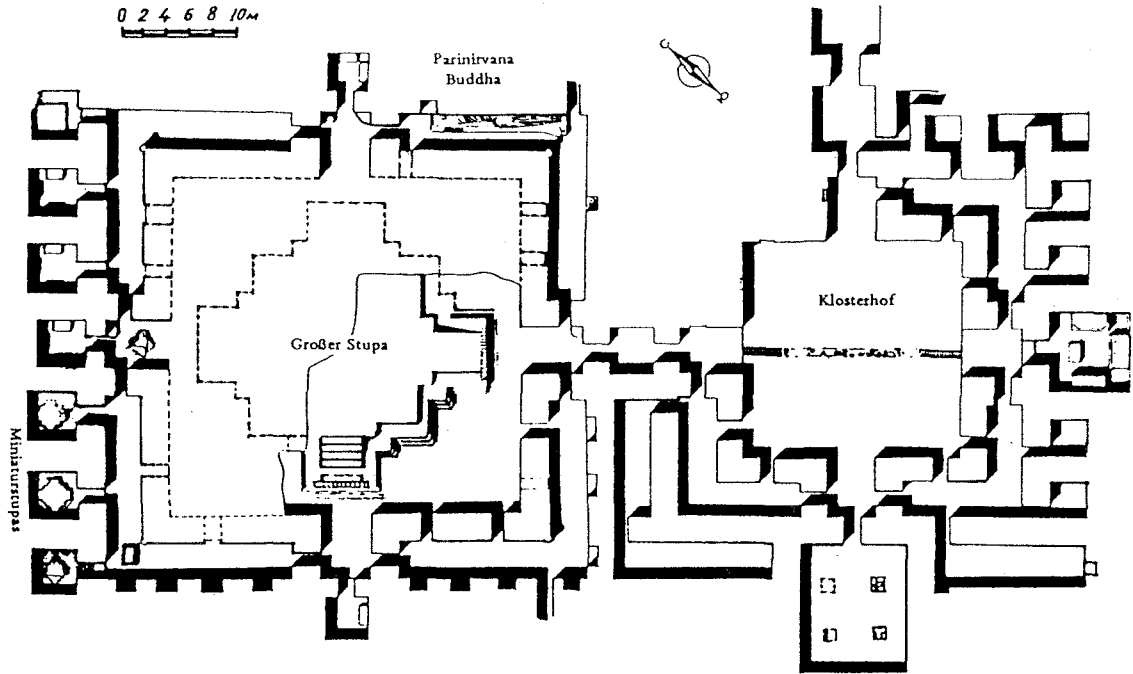 0 2 4 6 8 10м
Parinirvana
Buddha
С
Ю
Großer Stupa
Klosterhof
Miniaturstupas